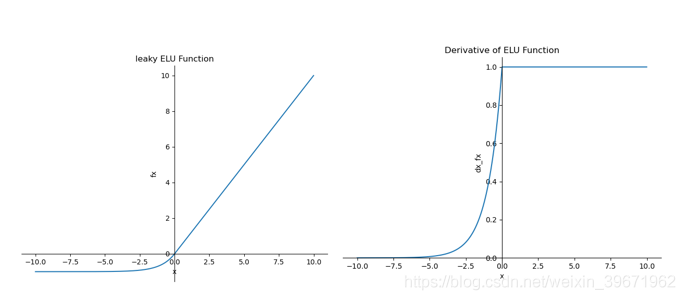 leaky ELU Function
fx
10
8
6
4
2
0
−10.0 −7.5 −5.0 −2.5 0.0 2.5 5.0 7.5 10.0
x
Derivative of ELU Function
dx_fx
1.0
0.8
0.6
0.4
0.2
0.0
−10.0 −7.5 −5.0 −2.5 0.0 2.5 5.0 7.5 10.0
x
https://blog.csdn.net/weixin_39671962